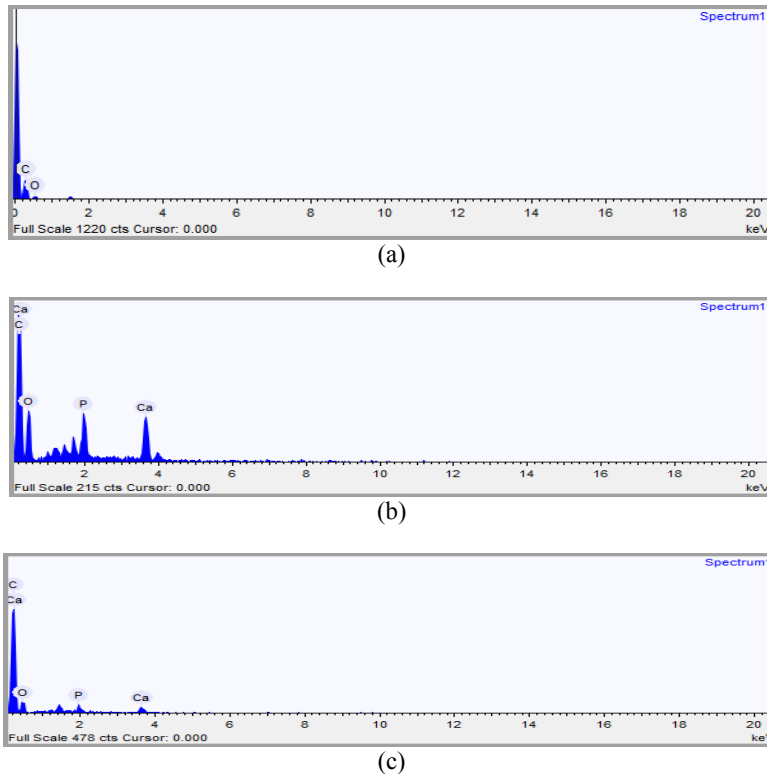 Spectrum1
C
O
0 2 4 6 8 10 12 14 16 18 20
Full Scale 1220 cts Cursor: 0.000 keV
(a)
Spectrum1
Ca
C
O P Ca
2 4 6 8 10 12 14 16 18 20
Full Scale 215 cts Cursor: 0.000 keV
(b)
Spectrum1
C
Ca
O P Ca
2 4 6 8 10 12 14 16 18 20
Full Scale 478 cts Cursor: 0.000 keV
(c)